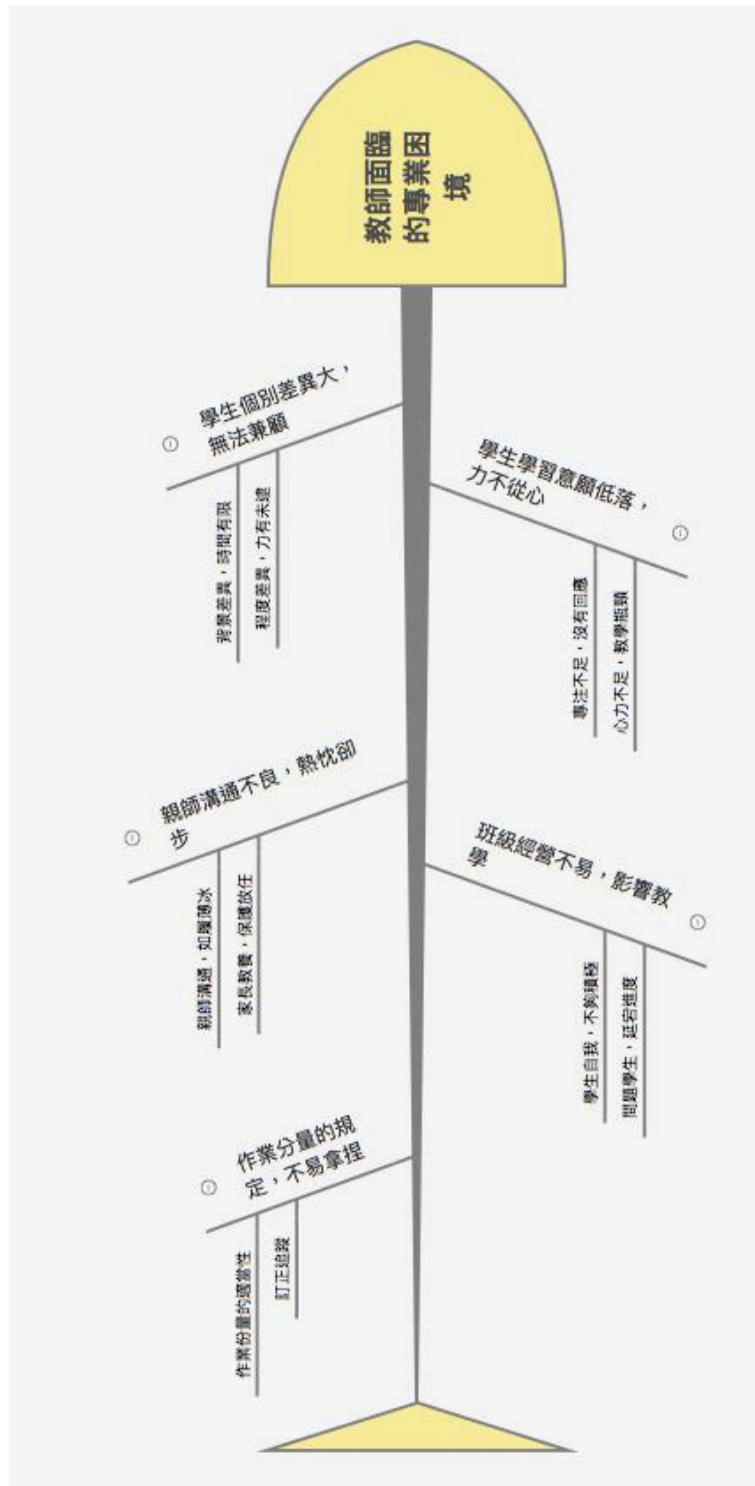 教師面臨
的專業困
境
學生個別差異大，
無法兼顧
背景差異，時間有限
程度差異，力有未逮
學生學習意願低落，
力不從心
專注不足，沒有回應
心力不足，教學瓶頸
親師溝通不良，熱忱卻
步
親師溝通，如履薄冰
家長教養，保護放任
班級經營不易，影響教
學
學生自我，不夠積極
問題學生，延宕進度
作業分量的規
定，不易拿捏
作業份量的適當性
訂正追蹤